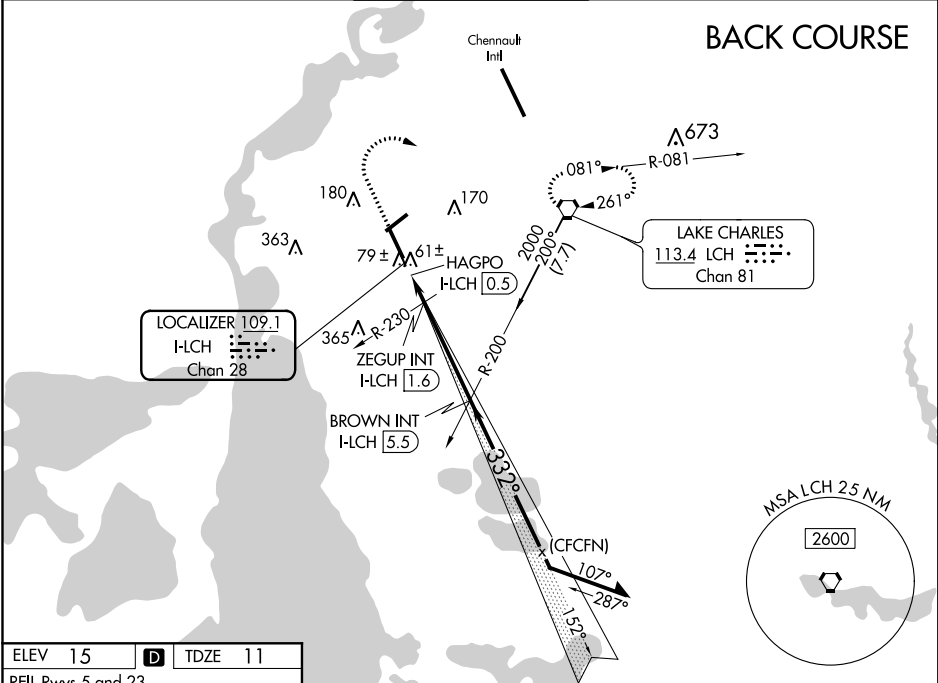 BACK COURSE
Chennault
Intl
673
R-081
081°
261°
180
170
363
79± 61±
HAGPO
I-LCH 0.5
LAKE CHARLES
113.4 LCH
Chan 81
2000
200°
(7.7)
LOCALIZER 109.1
I-LCH
Chan 28
365
R-230
ZEGUP INT
I-LCH 1.6
R-200
BROWN INT
I-LCH 5.5
332°
(CFCFN)
107°
287°
152°
MSA LCH 25 NM
2600
ELEV 15 D TDZE 11